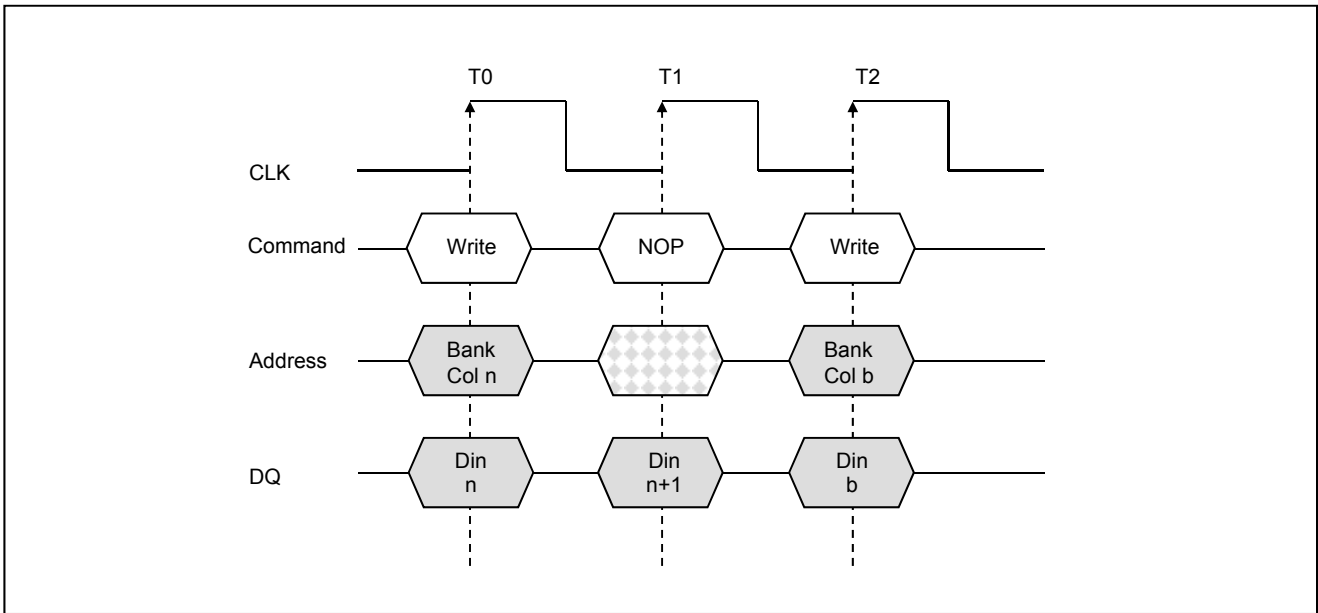 T0 T1 T2
CLK
Command Write NOP Write
Address Bank Col n Bank Col b
DQ Din n Din n+1 Din b